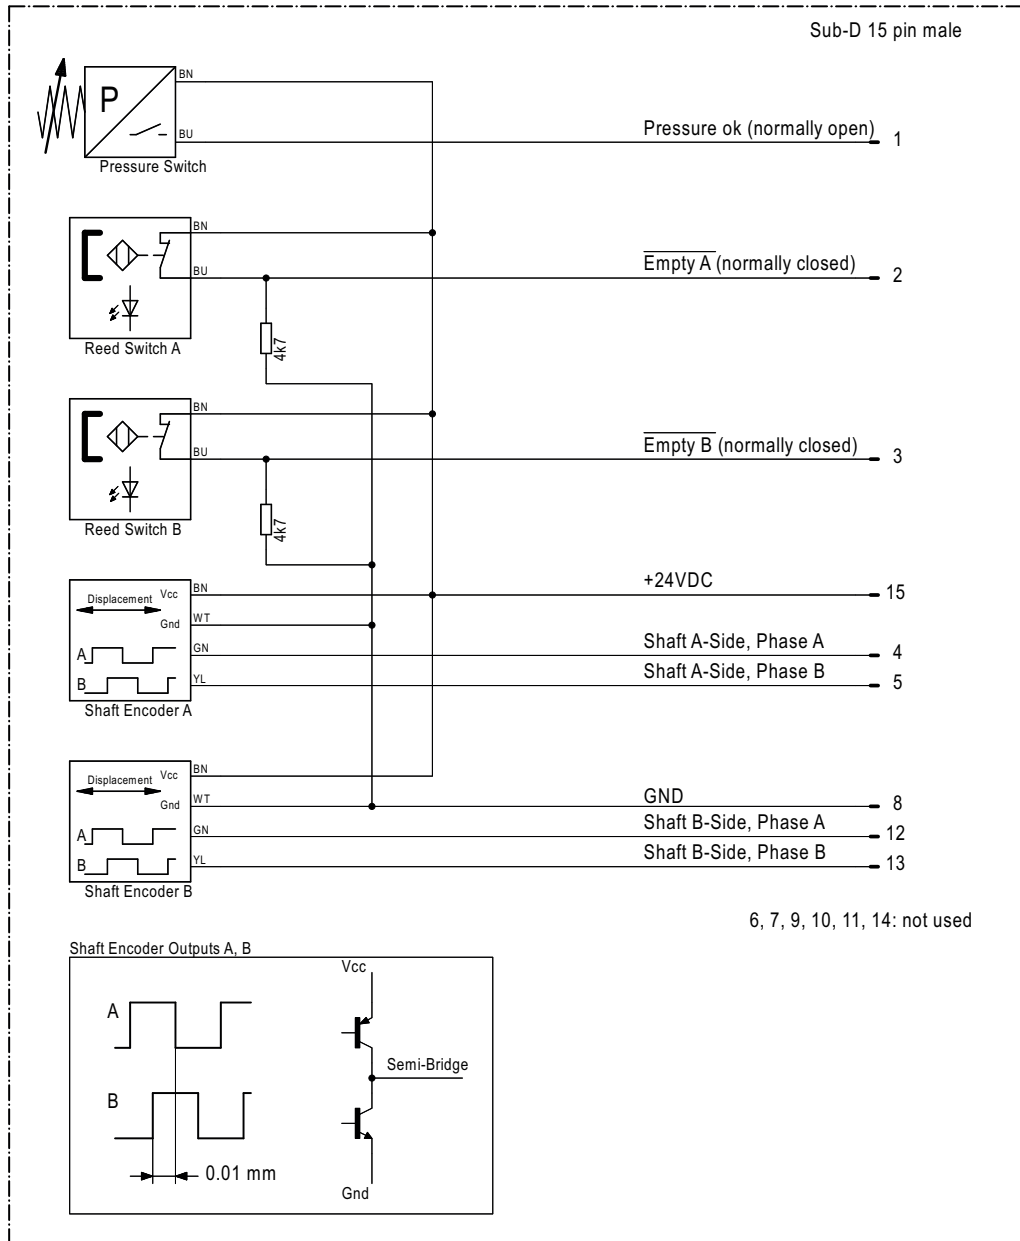 Sub-D 15 pin male
BN
P
BU
Pressure ok (normally open)
1
Pressure Switch
BN
Empty A (normally closed)
BU
2
4k7
Reed Switch A
BN
Empty B (normally closed)
BU
3
4k7
Reed Switch B
+24VDC
BN
15
Displacement
Vcc
Gnd
WT
Shaft A-Side, Phase A
A
GN
4
Shaft A-Side, Phase B
B
YL
5
Shaft Encoder A
BN
Displacement
Vcc
Gnd
WT
GND
8
Shaft B-Side, Phase A
A
GN
12
Shaft B-Side, Phase B
B
YL
13
Shaft Encoder B
6, 7, 9, 10, 11, 14: not used
Shaft Encoder Outputs A, B
Vcc
A
Semi-Bridge
B
0.01 mm
Gnd